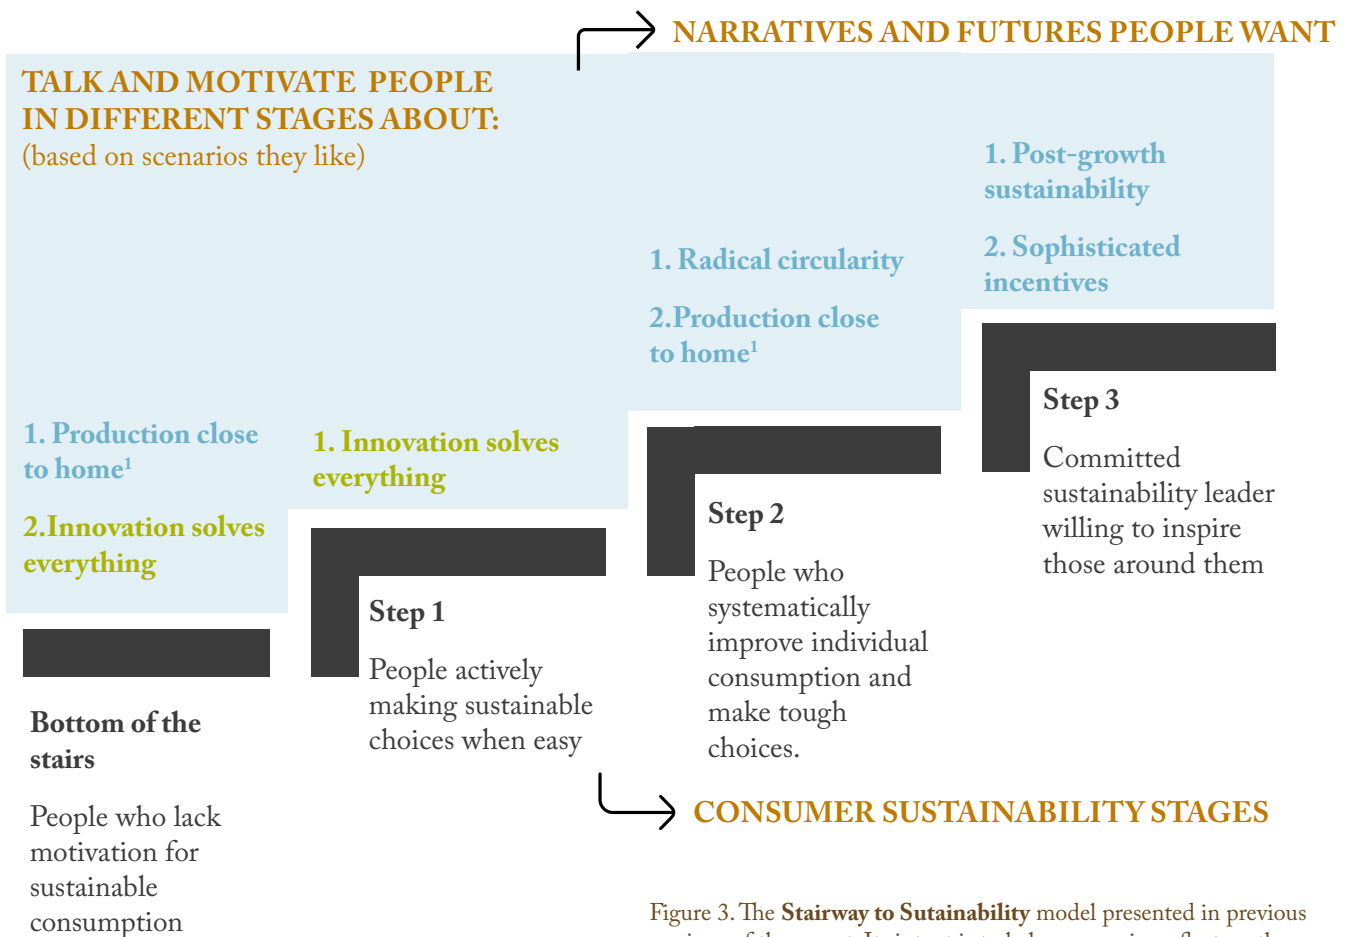 NARRATIVES AND FUTURES PEOPLE WANT
TALK AND MOTIVATE PEOPLE
IN DIFFERENT STAGES ABOUT:
(based on scenarios they like)
1. Production close
to home¹
2.Innovation solves
everything
Bottom of the
stairs
People who lack
motivation for
sustainable
consumption
1. Innovation solves
everything
Step 1
People actively
making sustainable
choices when easy
1. Radical circularity
2.Production close
to home¹
Step 2
People who
systematically
improve individual
consumption and
make tough
choices.
1. Post-growth
sustainability
2. Sophisticated
incentives
Step 3
Committed
sustainability leader
willing to inspire
those around them
CONSUMER SUSTAINABILITY STAGES
Figure 3. The Stairway to Sutainability model presented in previous